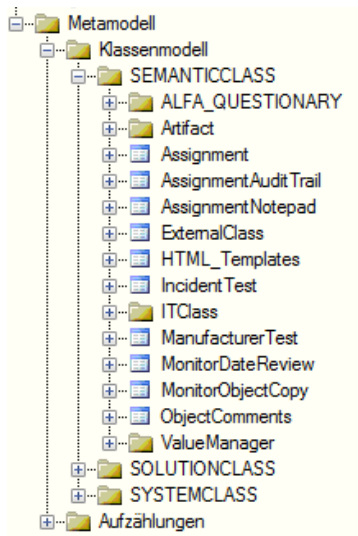 Metamodell
Klassenmodell
SEMANTICCLASS
ALFA_QUESTIONARY
Artifact
Assignment
AssignmentAuditTrail
AssignmentNotepad
ExternalClass
HTML_Templates
IncidentTest
ITClass
ManufacturerTest
MonitorDateReview
MonitorObjectCopy
ObjectComments
ValueManager
SOLUTIONCLASS
SYSTEMCLASS
Aufzählungen